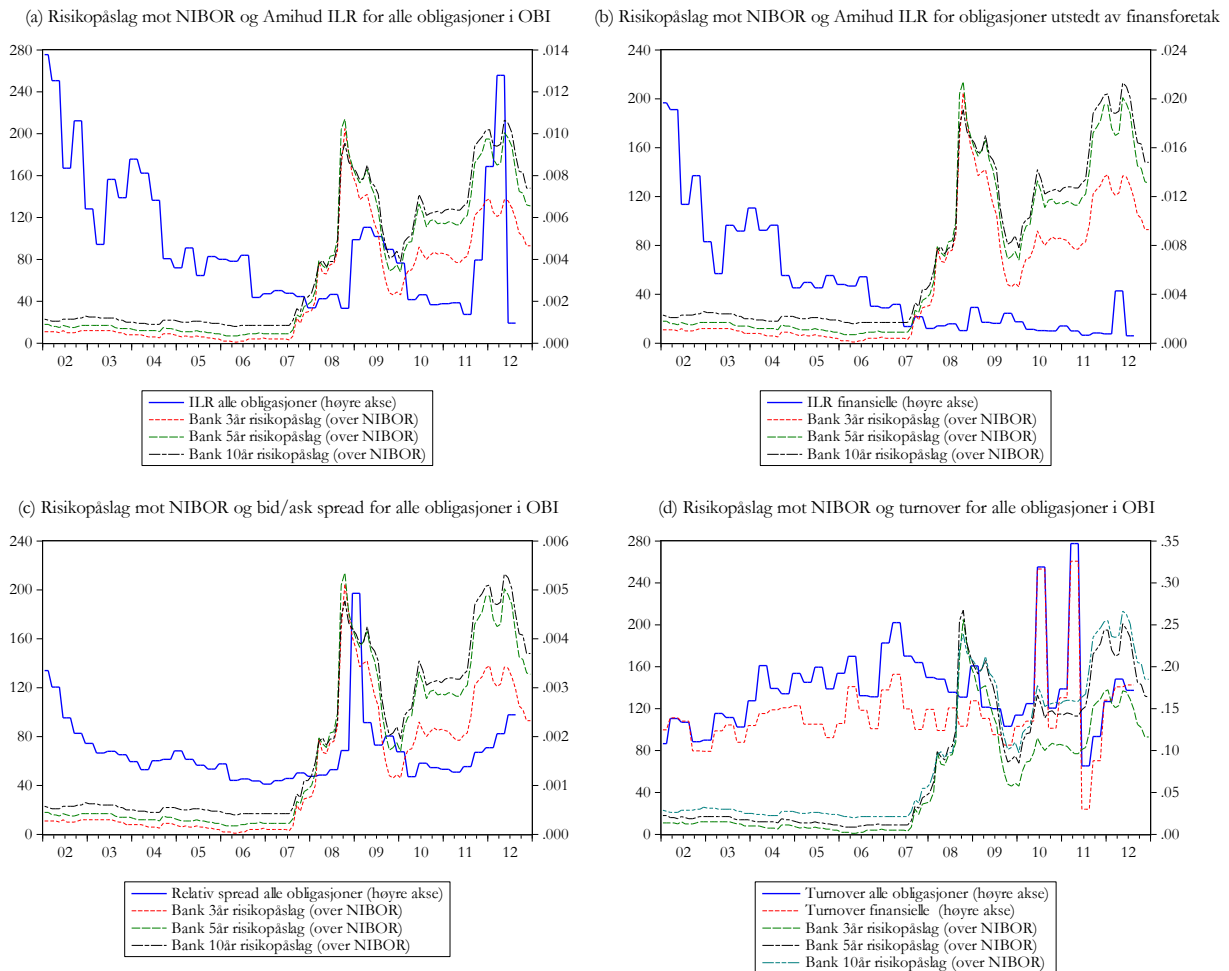 (a) Risikopåslag mot NIBOR og Amihud ILR for alle obligasjoner i OBI
280
240
200
160
120
80
40
0
.014
.012
.010
.008
.006
.004
.002
.000
02 03 04 05 06 07 08 09 10 11 12
ILR alle obligasjoner (høyre akse)
Bank 3år risikopåslag (over NIBOR)
Bank 5år risikopåslag (over NIBOR)
Bank 10år risikopåslag (over NIBOR)
(b) Risikopåslag mot NIBOR og Amihud ILR for obligasjoner utstedt av finansforetak
240
200
160
120
80
40
0
.024
.020
.016
.012
.008
.004
.000
02 03 04 05 06 07 08 09 10 11 12
ILR finansielle (høyre akse)
Bank 3år risikopåslag (over NIBOR)
Bank 5år risikopåslag (over NIBOR)
Bank 10år risikopåslag (over NIBOR)
(c) Risikopåslag mot NIBOR og bid/ask spread for alle obligasjoner i OBI
240
200
160
120
80
40
0
.006
.005
.004
.003
.002
.001
.000
02 03 04 05 06 07 08 09 10 11 12
Relativ spread alle obligasjoner (høyre akse)
Bank 3år risikopåslag (over NIBOR)
Bank 5år risikopåslag (over NIBOR)
Bank 10år risikopåslag (over NIBOR)
(d) Risikopåslag mot NIBOR og turnover for alle obligasjoner i OBI
280
240
200
160
120
80
40
0
.35
.30
.25
.20
.15
.10
.05
.00
02 03 04 05 06 07 08 09 10 11 12
Turnover alle obligasjoner (høyre akse)
Turnover finansielle (høyre akse)
Bank 3år risikopåslag (over NIBOR)
Bank 5år risikopåslag (over NIBOR)
Bank 10år risikopåslag (over NIBOR)